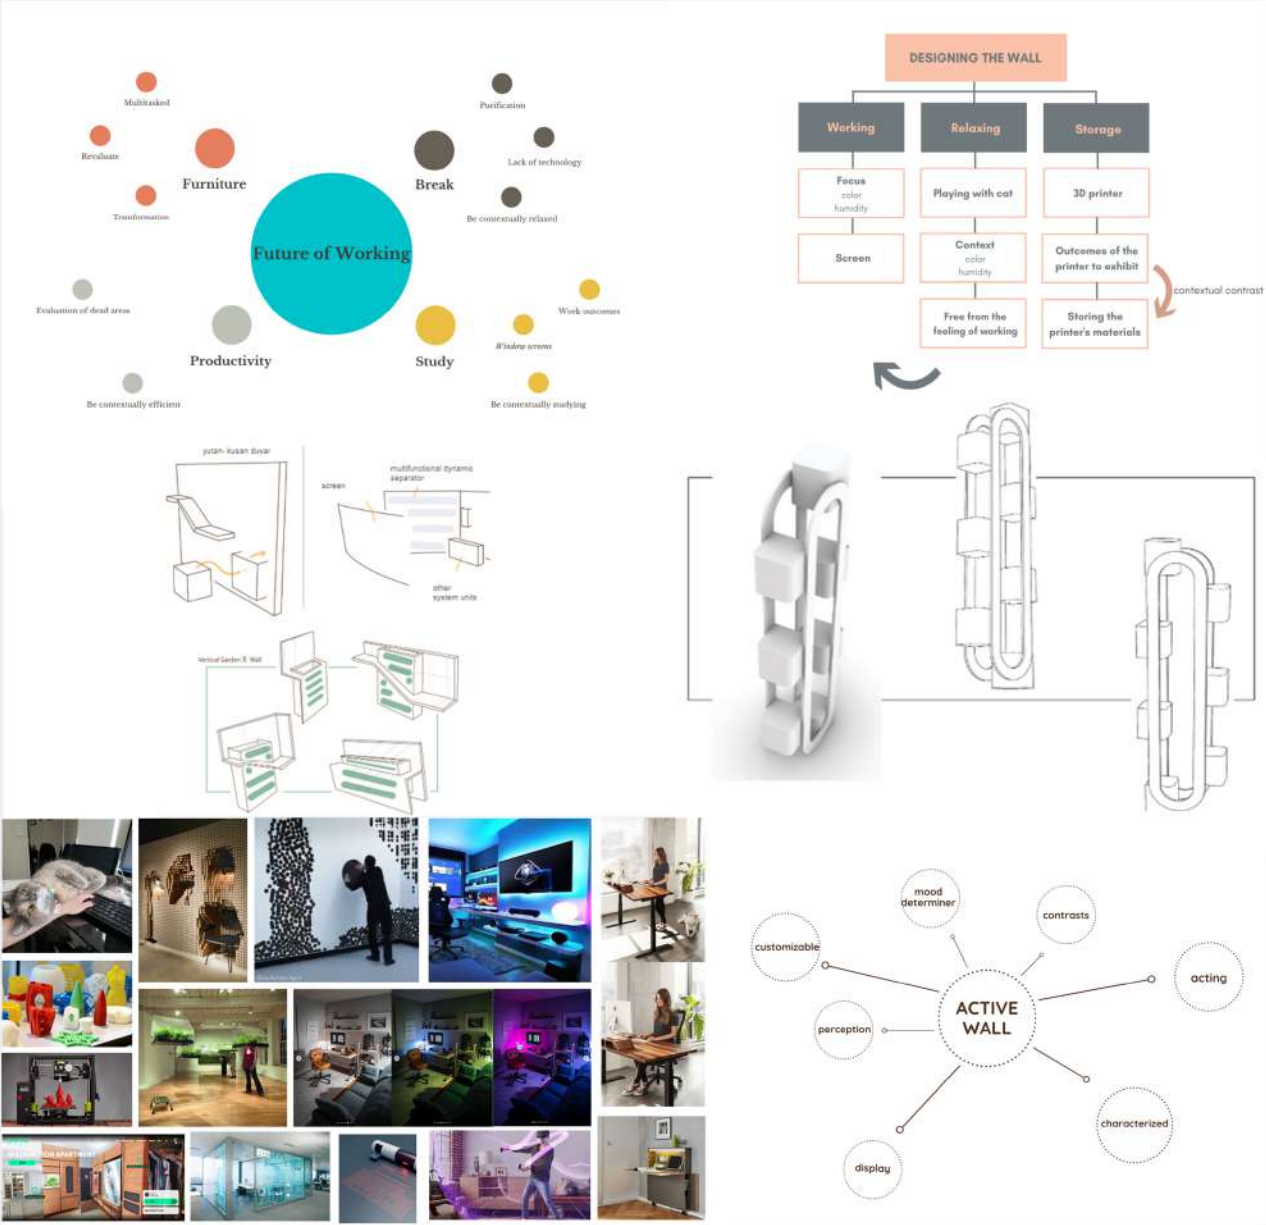 Multitasked
Revaluate
Furniture
Transformation
Purification
Lack of technology
Break
Be contextually relaxed
Future of Working
Evaluation of dead areas
Productivity
Be contextually efficient
Work outcomes
Window screens
Study
Be contextually studying
DESIGNING THE WALL
Working
Relaxing
Storage
Focus
color
humidity
Screen
Playing with cat
Context
color
humidity
Free from the
feeling of working
3D printer
Outcomes of the
printer to exhibit
Storing the
printer's materials
contextual contrast
yutan- kusan duvar
screen
multifunctional dynamic
separator
other
system units
Vertical Garden X Wall
ACTIVE
WALL
mood
determiner
contrasts
customizable
acting
perception
characterized
display